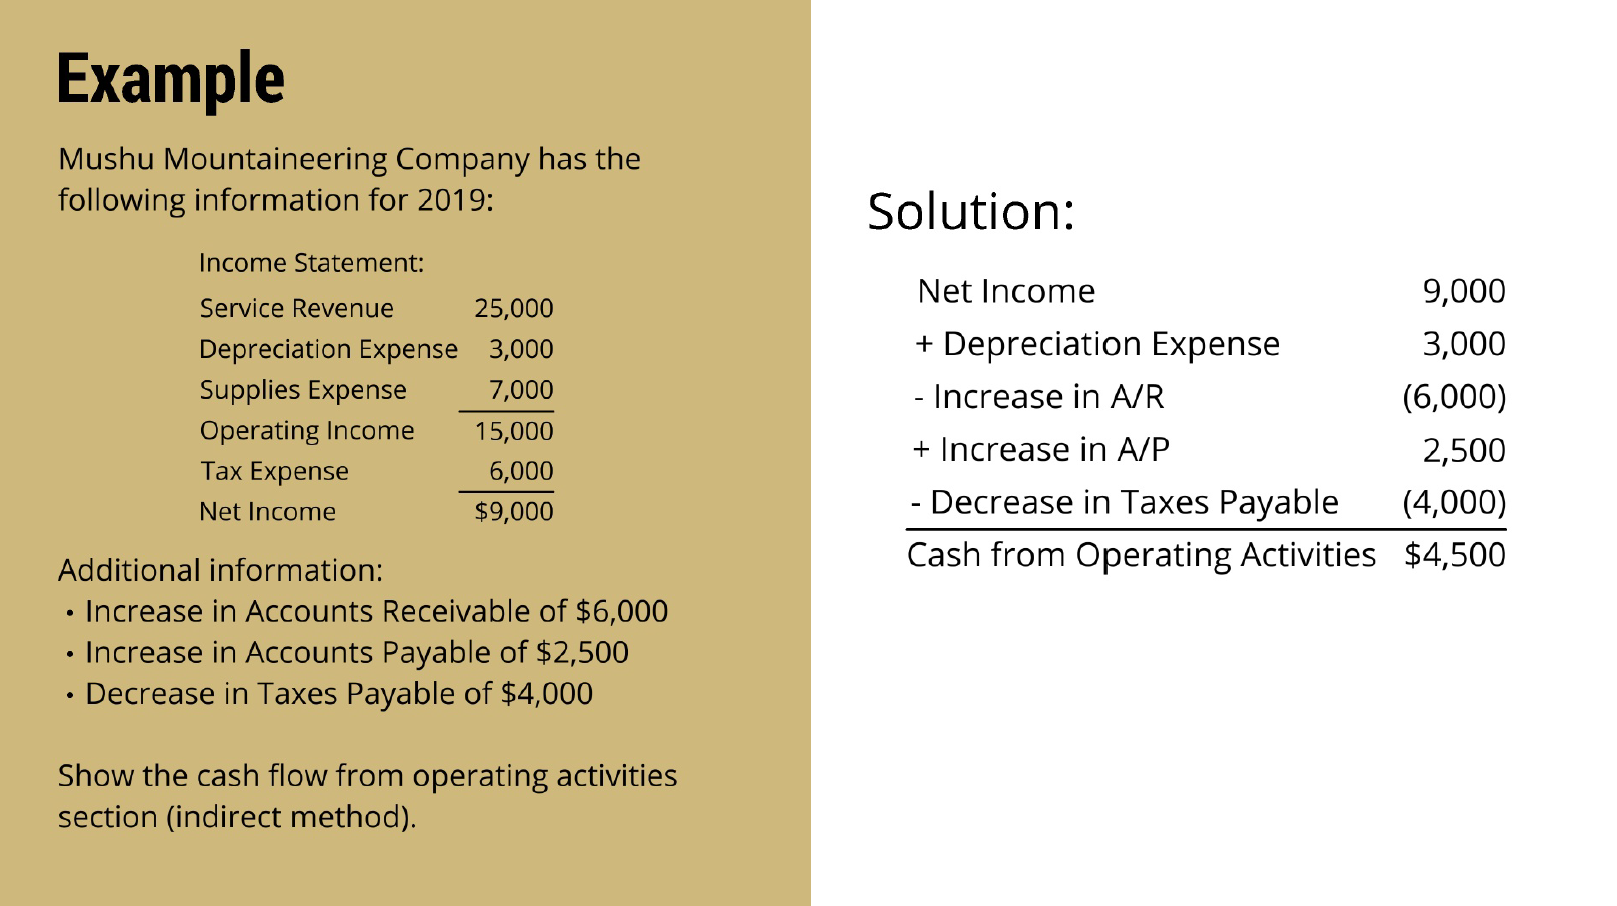 Example
Mushu Mountaineering Company has the
following information for 2019:
Income Statement:
Service Revenue 25,000
Depreciation Expense 3,000
Supplies Expense 7,000
Operating Income 15,000
Tax Expense 6,000
Net Income $9,000
Additional information:
• Increase in Accounts Receivable of $6,000
• Increase in Accounts Payable of $2,500
• Decrease in Taxes Payable of $4,000
Show the cash flow from operating activities
section (indirect method).
Solution:
Net Income 9,000
+ Depreciation Expense 3,000
- Increase in A/R (6,000)
+ Increase in A/P 2,500
- Decrease in Taxes Payable (4,000)
Cash from Operating Activities $4,500